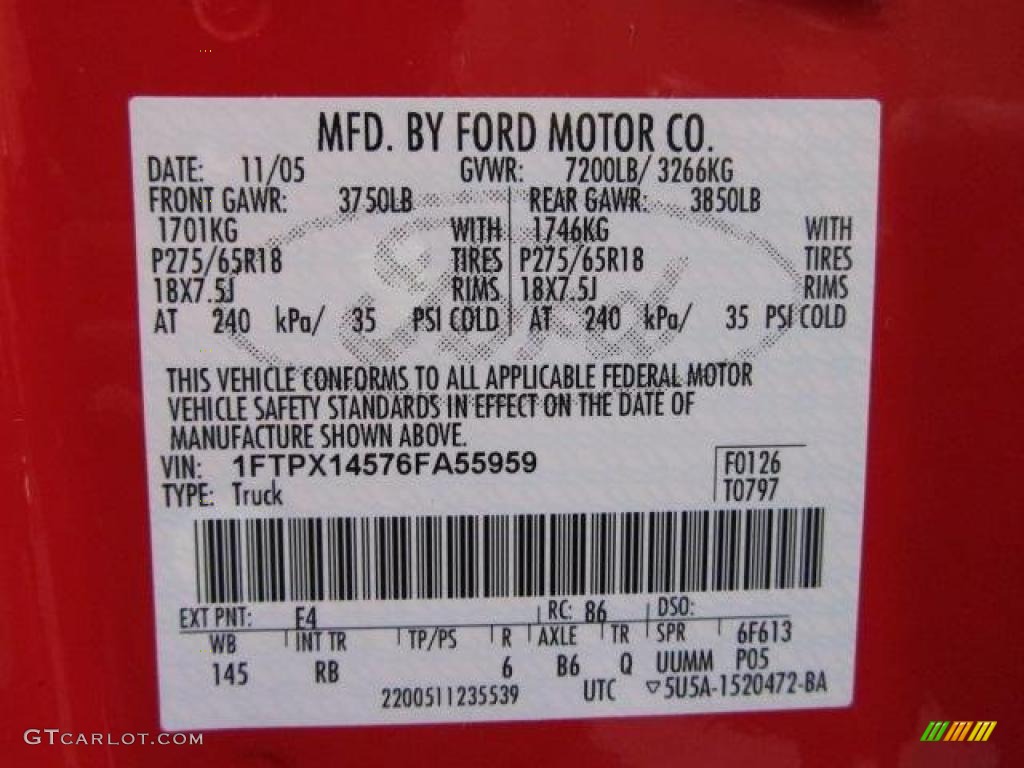 MFD. BY FORD MOTOR CO.
DATE: 11/05 GVWR: 7200LB/ 3266KG
FRONT GAWR: 3750LB REAR GAWR: 3850LB
1701KG WITH 1746KG WITH
P275/65R18 TIRES P275/65R18 TIRES
18X7.5J RIMS 18X7.5J RIMS
AT 240 kPa/ 35 PSI COLD AT 240 kPa/ 35 PSI COLD
Ford
THIS VEHICLE CONFORMS TO ALL APPLICABLE FEDERAL MOTOR
VEHICLE SAFETY STANDARDS IN EFFECT ON THE DATE OF
MANUFACTURE SHOWN ABOVE.
VIN: 1FTPX14576FA55959 F0126
TYPE: Truck T0797
EXT PNT: E4 RC: 86 DSO:
WB INT TR TP/PS R AXLE TR SPR 6F613
145 RB 6 B6 Q UUMM P05
2200511235539 UTC ▽5U5A-1520472-BA
GTCARLOT.COM